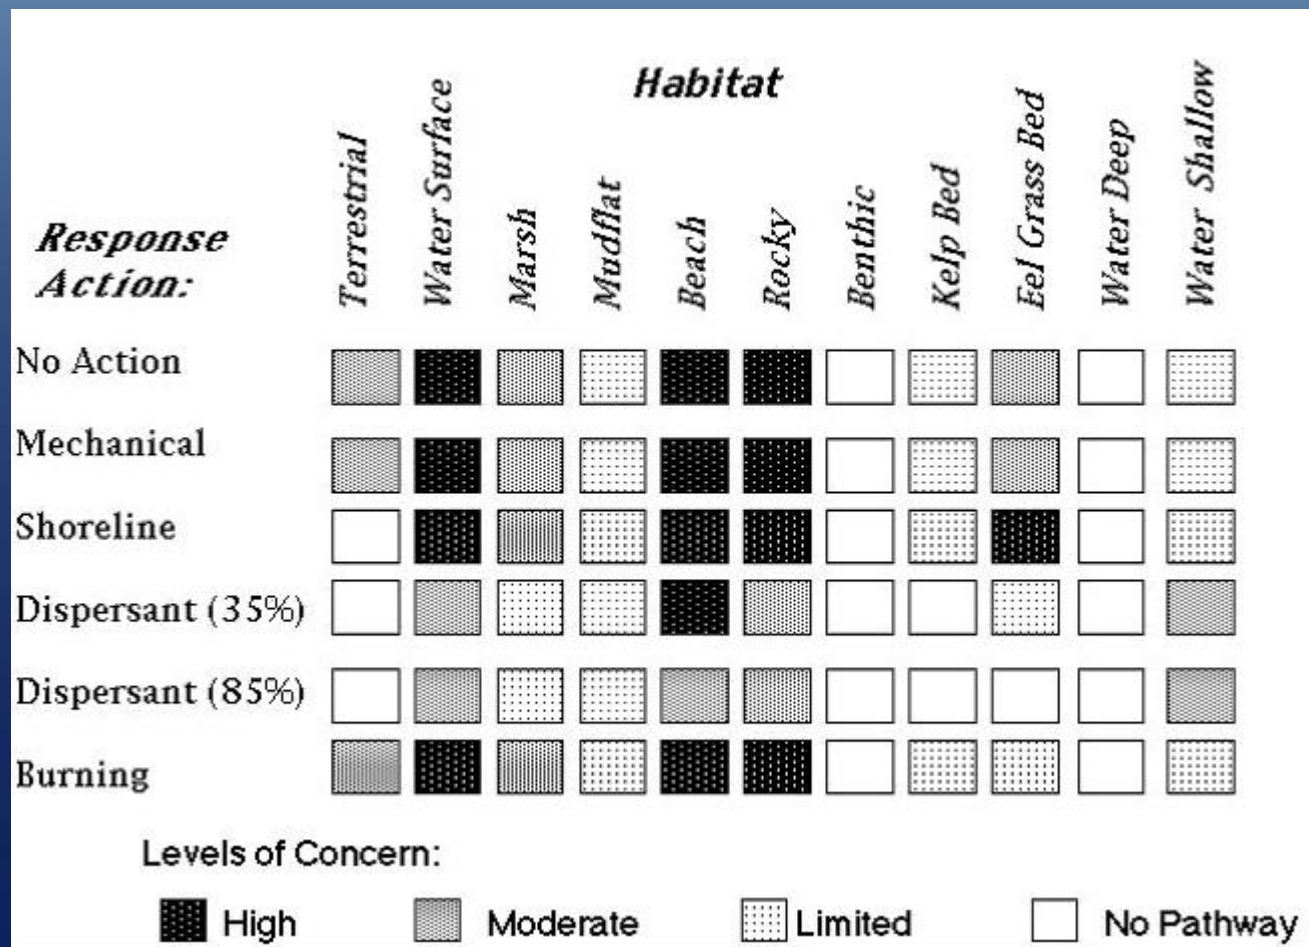 Habitat
Response
Action:
Terrestrial
Water Surface
Marsh
Mudflat
Beach
Rocky
Benthic
Kelp Bed
Eel Grass Bed
Water Deep
Water Shallow
No Action
Mechanical
Shoreline
Dispersant (35%)
Dispersant (85%)
Burning
Levels of Concern:
High Moderate Limited No Pathway